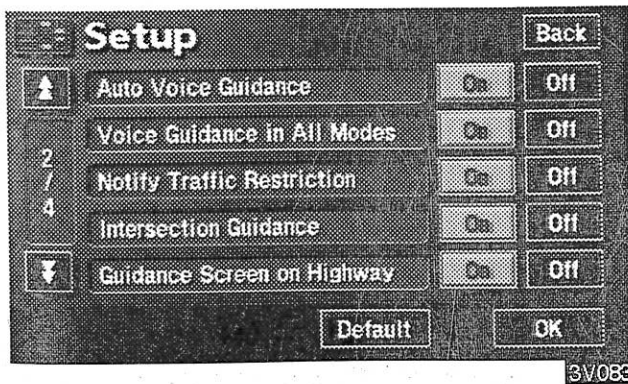 Setup Back
Auto Voice Guidance On Off
Voice Guidance in All Modes On Off
2/4
Notify Traffic Restriction On Off
Intersection Guidance On Off
Guidance Screen on Highway On Off
Default OK
3V083